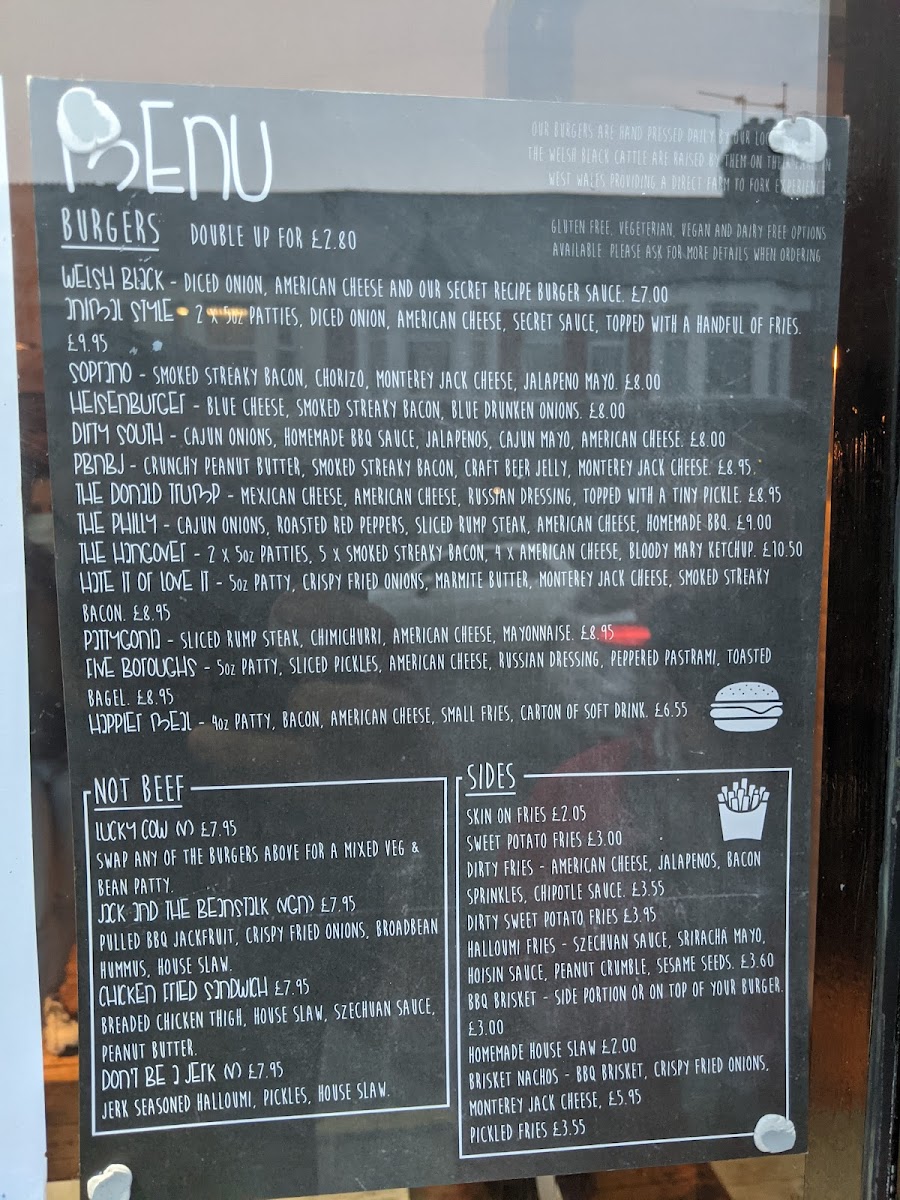 MENU
OUR BURGERS ARE HAND PRESSED DAILY BY OUR
THE WELSH BLACK CATTLE ARE RAISED BY THEM ON
WEST WALES PROVIDING A DIRECT FARM TO FORK EXPERIENCE
BURGERS DOUBLE UP FOR £2.80
GLUTEN FREE, VEGETERIAN, VEGAN AND DAIRY FREE OPTIONS
AVAILABLE. PLEASE ASK FOR MORE DETAILS WHEN ORDERING
WELSH BLACK - DICED ONION, AMERICAN CHEESE AND OUR SECRET RECIPE BURGER SAUCE. £7.00
ANIMAL STYLE - 2 x 5oz PATTIES, DICED ONION, AMERICAN CHEESE, SECRET SAUCE, TOPPED WITH A HANDFUL OF FRIES.
£9.95
SOPRANO - SMOKED STREAKY BACON, CHORIZO, MONTEREY JACK CHEESE, JALAPENO MAYO. £8.00
HEISENBURGER - BLUE CHEESE, SMOKED STREAKY BACON, BLUE DRUNKEN ONIONS. £8.00
DIRTY SOUTH - CAJUN ONIONS, HOMEMADE BBQ SAUCE, JALAPENOS, CAJUN MAYO, AMERICAN CHEESE. £8.00
PBNBJ - CRUNCHY PEANUT BUTTER, SMOKED STREAKY BACON, CRAFT BEER JELLY, MONTEREY JACK CHEESE. £8.95.
THE DONALD TRUMP - MEXICAN CHEESE, AMERICAN CHEESE, RUSSIAN DRESSING, TOPPED WITH A TINY PICKLE. £8.95
THE PHILLY - CAJUN ONIONS, ROASTED RED PEPPERS, SLICED RUMP STEAK, AMERICAN CHEESE, HOMEMADE BBQ. £9.00
THE HANGOVER - 2 x 5oz PATTIES, 5 x SMOKED STREAKY BACON, 4 x AMERICAN CHEESE, BLOODY MARY KETCHUP. £10.50
HATE IT OR LOVE IT - 5oz PATTY, CRISPY FRIED ONIONS, MARMITE BUTTER, MONTEREY JACK CHEESE, SMOKED STREAKY
BACON. £8.95
PATTYGONIA - SLICED RUMP STEAK, CHIMICHURRI, AMERICAN CHEESE, MAYONNAISE. £8.95
FIVE BOROUGHS - 5oz PATTY, SLICED PICKLES, AMERICAN CHEESE, RUSSIAN DRESSING, PEPPERED PASTRAMI, TOASTED
BAGEL. £8.95
HAPPIER MEAL - 4oz PATTY, BACON, AMERICAN CHEESE, SMALL FRIES, CARTON OF SOFT DRINK. £6.55
NOT BEEF
LUCKY COW (V) £7.95
SWAP ANY OF THE BURGERS ABOVE FOR A MIXED VEG &
BEAN PATTY.
JACK AND THE BEANSTALK (VGN) £7.95
PULLED BBQ JACKFRUIT, CRISPY FRIED ONIONS, BROADBEAN
HUMMUS, HOUSE SLAW.
CHICKEN FRIED SANDWICH £7.95
BREADED CHICKEN THIGH, HOUSE SLAW, SZECHUAN SAUCE,
PEANUT BUTTER.
DON'T BE A JERK (V) £7.95
JERK SEASONED HALLOUMI, PICKLES, HOUSE SLAW.
SIDES
SKIN ON FRIES £2.05
SWEET POTATO FRIES £3.00
DIRTY FRIES - AMERICAN CHEESE, JALAPENOS, BACON
SPRINKLES, CHIPOTLE SAUCE. £3.55
DIRTY SWEET POTATO FRIES £3.95
HALLOUMI FRIES - SZECHUAN SAUCE, SRIRACHA MAYO,
HOISIN SAUCE, PEANUT CRUMBLE, SESAME SEEDS. £3.60
BBQ BRISKET - SIDE PORTION OR ON TOP OF YOUR BURGER.
£3.00
HOMEMADE HOUSE SLAW £2.00
BRISKET NACHOS - BBQ BRISKET, CRISPY FRIED ONIONS,
MONTEREY JACK CHEESE, £5.95
PICKLED FRIES £3.55